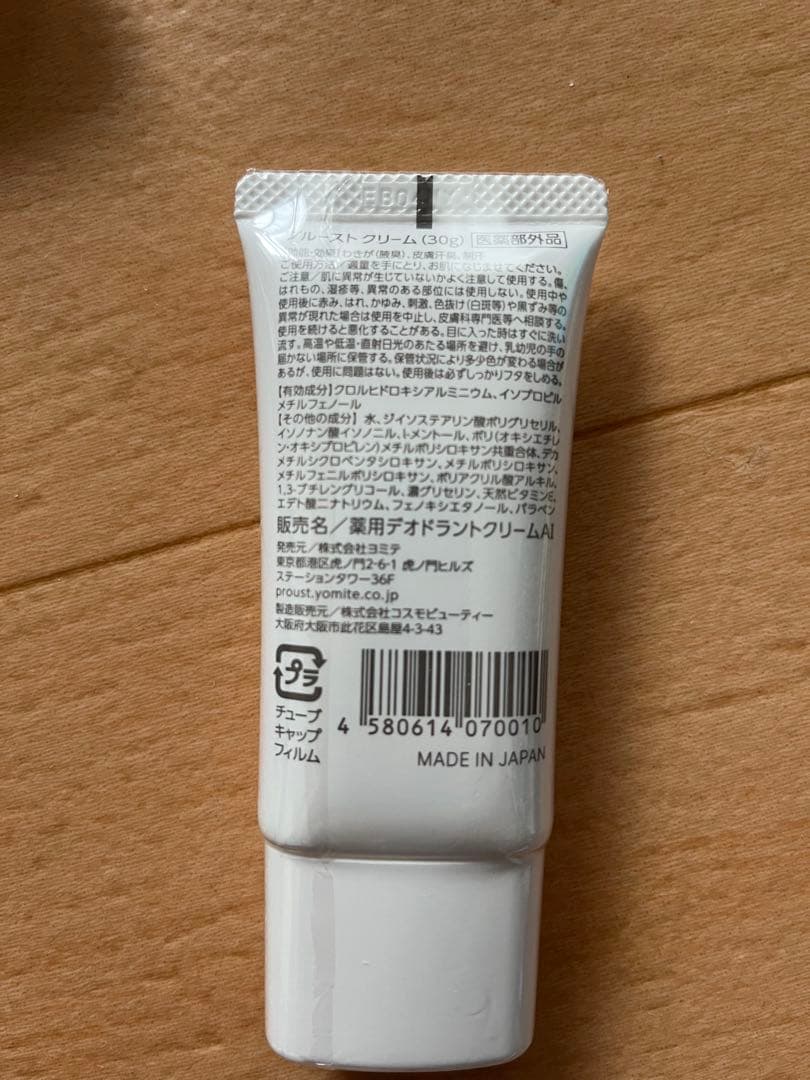 EB04
プルースト クリーム (30g) 医薬部外品
効能・効果/わきが(腋臭)、皮膚汗臭、制汗
ご使用方法/適量を手にとり、お肌になじませてください。
ご注意/肌に異常が生じていないかよく注意して使用する。傷、
はれもの、湿疹等、異常のある部位には使用しない。使用中や
使用後に赤み、はれ、かゆみ、刺激、色抜け(白斑等)や黒ずみ等の
異常が現れた場合は使用を中止し、皮膚科専門医等へ相談する。
使用を続けると悪化することがある。目に入った時はすぐに洗い
流す。高温や低温・直射日光のあたる場所を避け、乳幼児の手の
届かない場所に保管する。保管状況により多少色が変わる場合が
あるが、使用に問題はない。使用後は必ずしっかりフタをしめる。
【有効成分】クロルヒドロキシアルミニウム、イソプロピル
メチルフェノール
【その他の成分】水、ジイソステアリン酸ポリグリセリル、
イソノナン酸イソノニル、l-メントール、ポリ(オキシエチレ
ン・オキシプロピレン)メチルポリシロキサン共重合体、デカ
メチルシクロペンタシロキサン、メチルポリシロキサン、
メチルフェニルポリシロキサン、ポリアクリル酸アルキル、
1,3-ブチレングリコール、濃グリセリン、天然ビタミンE、
エデト酸二ナトリウム、フェノキシエタノール、パラベン
販売名/薬用デオドラントクリームAI
発売元/株式会社ヨミテ
東京都港区虎ノ門2-6-1 虎ノ門ヒルズ
ステーションタワー36F
proust.yomite.co.jp
製造販売元/株式会社コスモビューティー
大阪府大阪市此花区島屋4-3-43
プラ
チューブ
キャップ
フィルム
4 580614 070010
MADE IN JAPAN